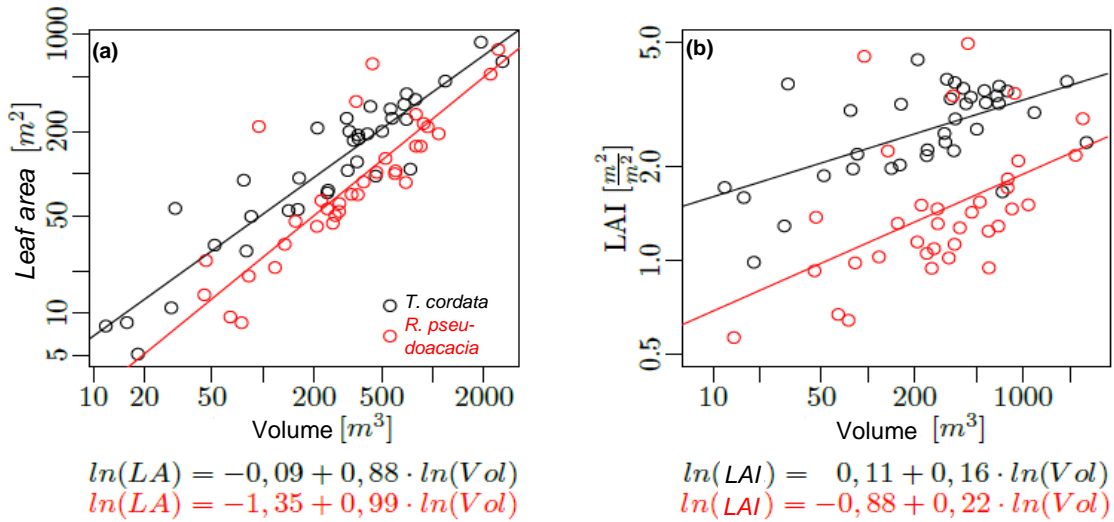 (a)
1000
200
50
10
5
Leaf area [m²]
T. cordata
R. pseu-
doacacia
10 20 50 200 500 2000
Volume [m³]
ln(LA) = −0, 09 + 0, 88 · ln(Vol)
ln(LA) = −1, 35 + 0, 99 · ln(Vol)
(b)
5.0
2.0
1.0
0.5
LAI [m²/m²]
10 50 200 1000
Volume [m³]
ln(LAI) = 0, 11 + 0, 16 · ln(Vol)
ln(LAI) = −0, 88 + 0, 22 · ln(Vol)